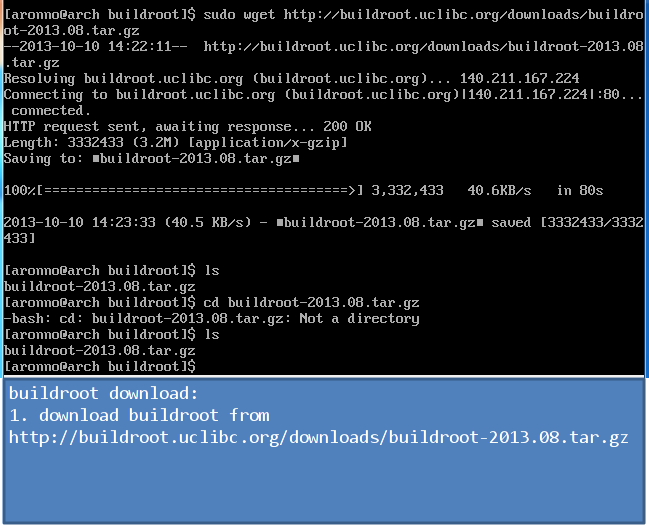 [aronno@arch buildroot]$ sudo wget http://buildroot.uclibc.org/downloads/buildro
ot-2013.08.tar.gz
--2013-10-10 14:22:11--  http://buildroot.uclibc.org/downloads/buildroot-2013.08
.tar.gz
Resolving buildroot.uclibc.org (buildroot.uclibc.org)... 140.211.167.224
Connecting to buildroot.uclibc.org (buildroot.uclibc.org)|140.211.167.224|:80...
 connected.
HTTP request sent, awaiting response... 200 OK
Length: 3332433 (3.2M) [application/x-gzip]
Saving to: ■buildroot-2013.08.tar.gz■
100%[======================================>] 3,332,433   40.6KB/s   in 80s
2013-10-10 14:23:33 (40.5 KB/s) - ■buildroot-2013.08.tar.gz■ saved [3332433/3332
433]
[aronno@arch buildroot]$ ls
buildroot-2013.08.tar.gz
[aronno@arch buildroot]$ cd buildroot-2013.08.tar.gz
-bash: cd: buildroot-2013.08.tar.gz: Not a directory
[aronno@arch buildroot]$ ls
buildroot-2013.08.tar.gz
[aronno@arch buildroot]$
buildroot download:
1. download buildroot from
http://buildroot.uclibc.org/downloads/buildroot-2013.08.tar.gz